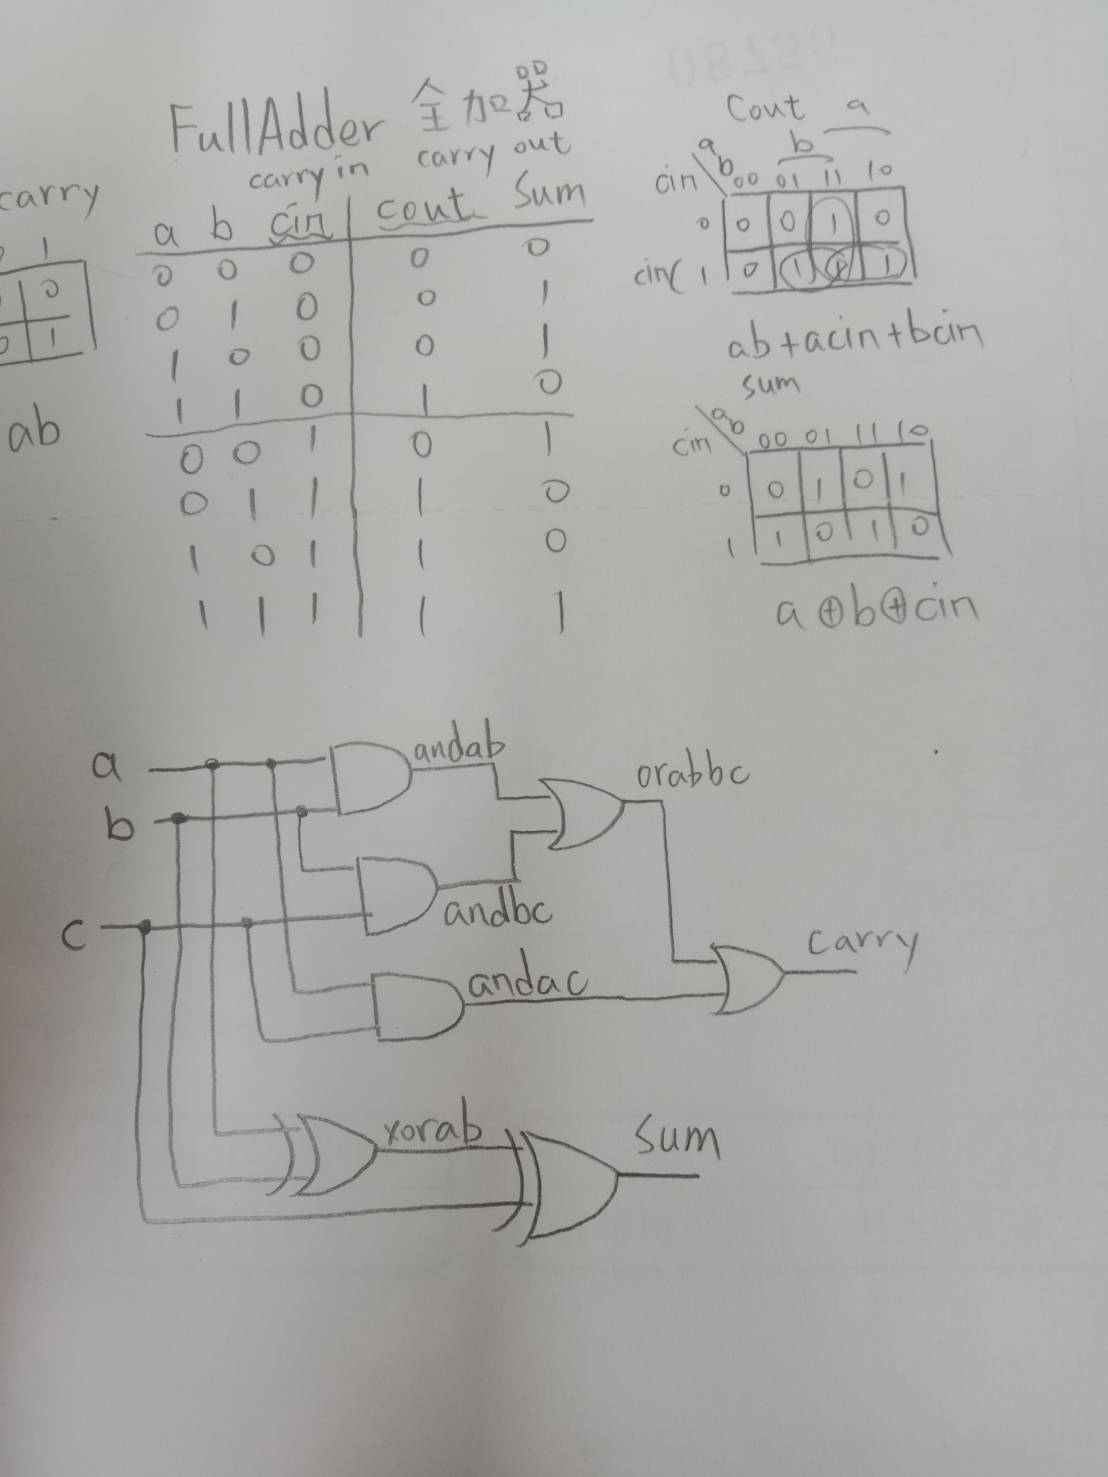 FullAdder 全加器
carry in carry out
a b cin cout Sum
0 0 0 0 0
0 1 0 0 1
1 0 0 0 1
1 1 0 1 0
0 0 1 0 1
0 1 1 1 0
1 0 1 1 0
1 1 1 1 1
carry
1
0
0 1
ab
Cout a
b
a
cin b 00 01 11 10
0 0 0 1 0
cin 1 0 1 1 1
ab+acin+bcin
sum
a
cin b 00 01 11 10
0 0 1 0 1
1 1 0 1 0
a⊕b⊕cin
a andab
orabbc
b
andbc
c
carry
andac
xorab Sum